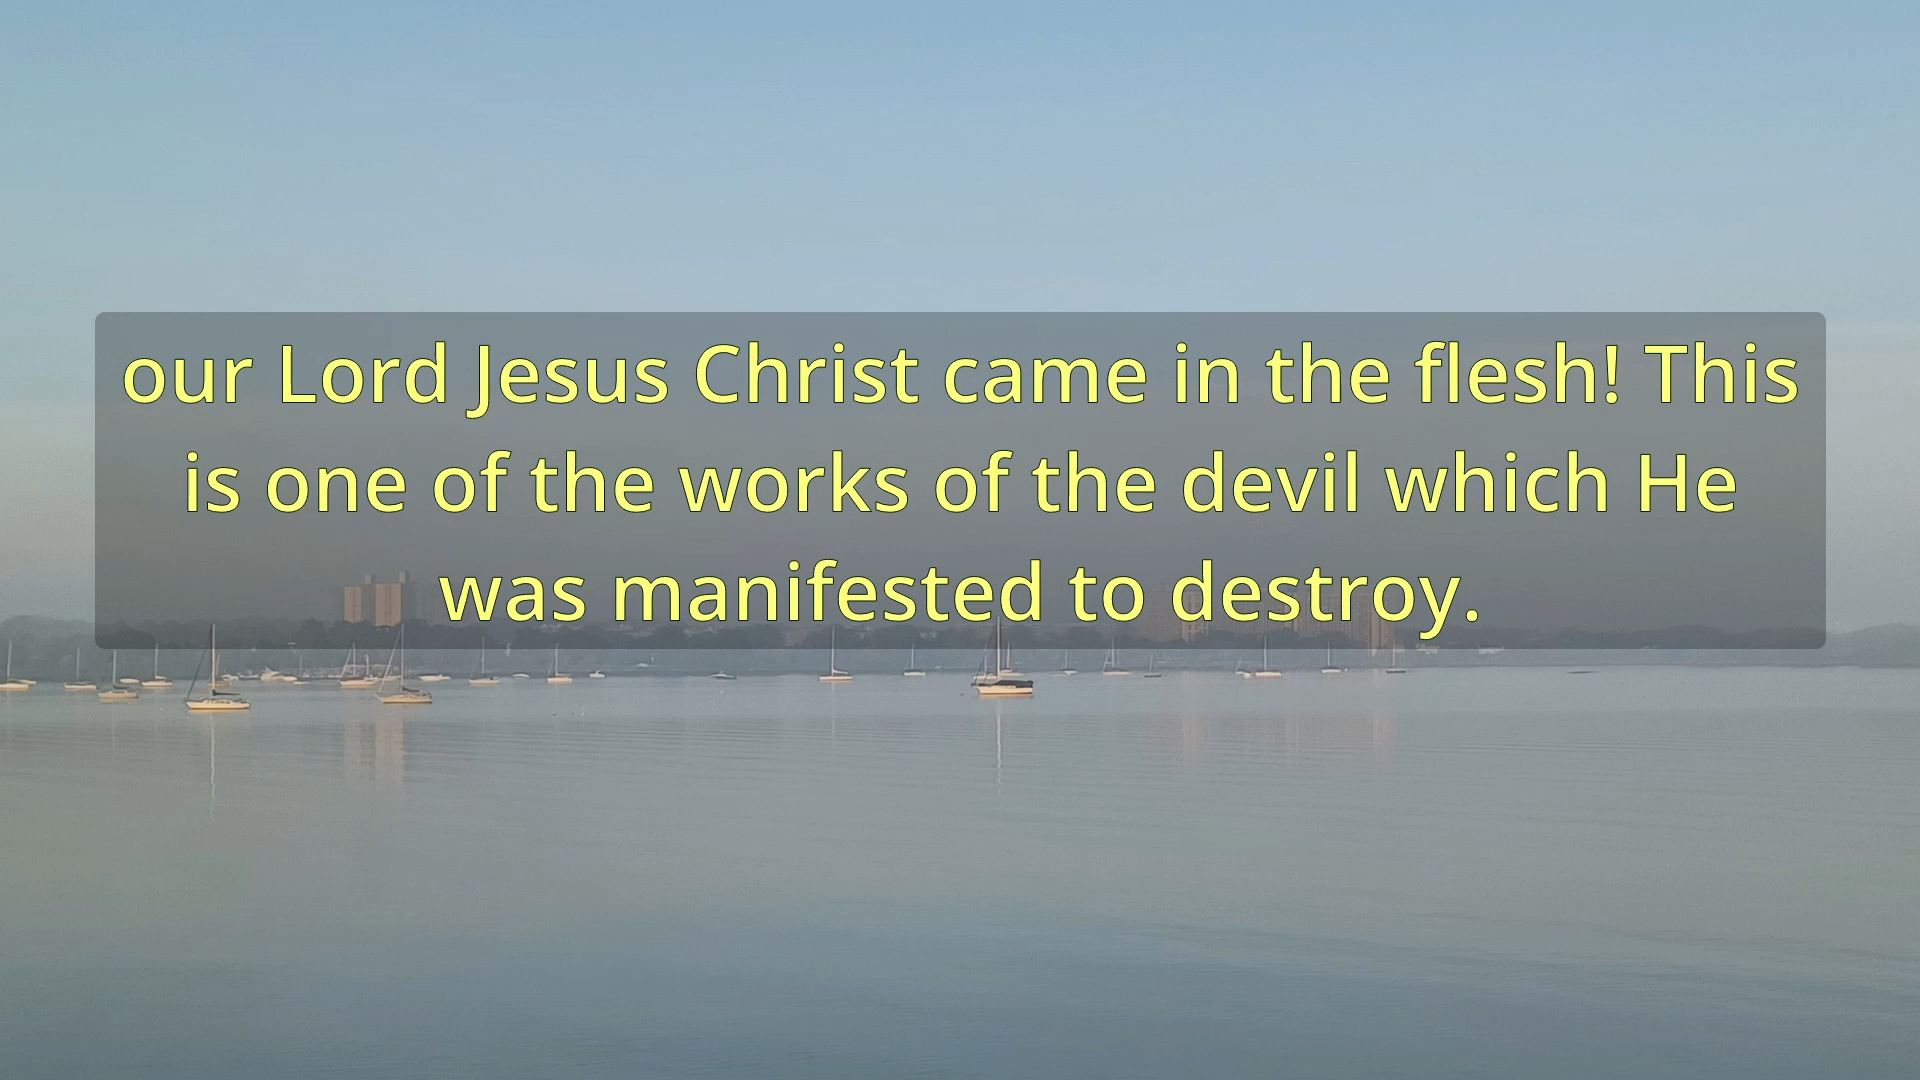 our Lord Jesus Christ came in the flesh! This
is one of the works of the devil which He
was manifested to destroy.